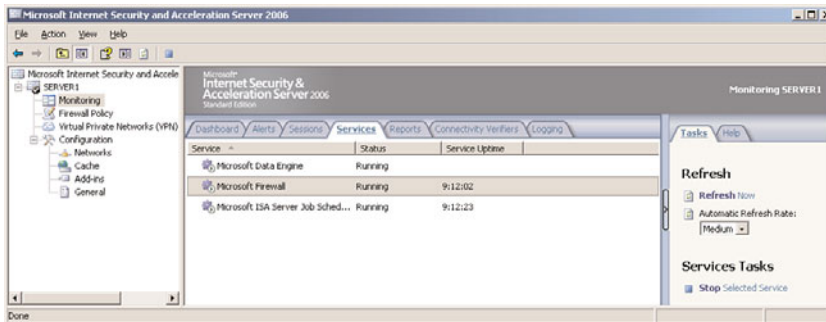 Microsoft Internet Security and Acceleration Server 2006
File Action View Help
Microsoft Internet Security and Accele
SERVER1
Monitoring
Firewall Policy
Virtual Private Networks (VPN)
Configuration
Networks
Cache
Add-ins
General
Microsoft
Internet Security &
Acceleration Server 2006
Standard Edition
Monitoring SERVER1
Dashboard Alerts Sessions Services Reports Connectivity Verifiers Logging
Service Status Service Uptime
Microsoft Data Engine Running
Microsoft Firewall Running 9:12:02
Microsoft ISA Server Job Sched... Running 9:12:23
Tasks Help
Refresh
Refresh Now
Automatic Refresh Rate:
Medium
Services Tasks
Stop Selected Service
Done